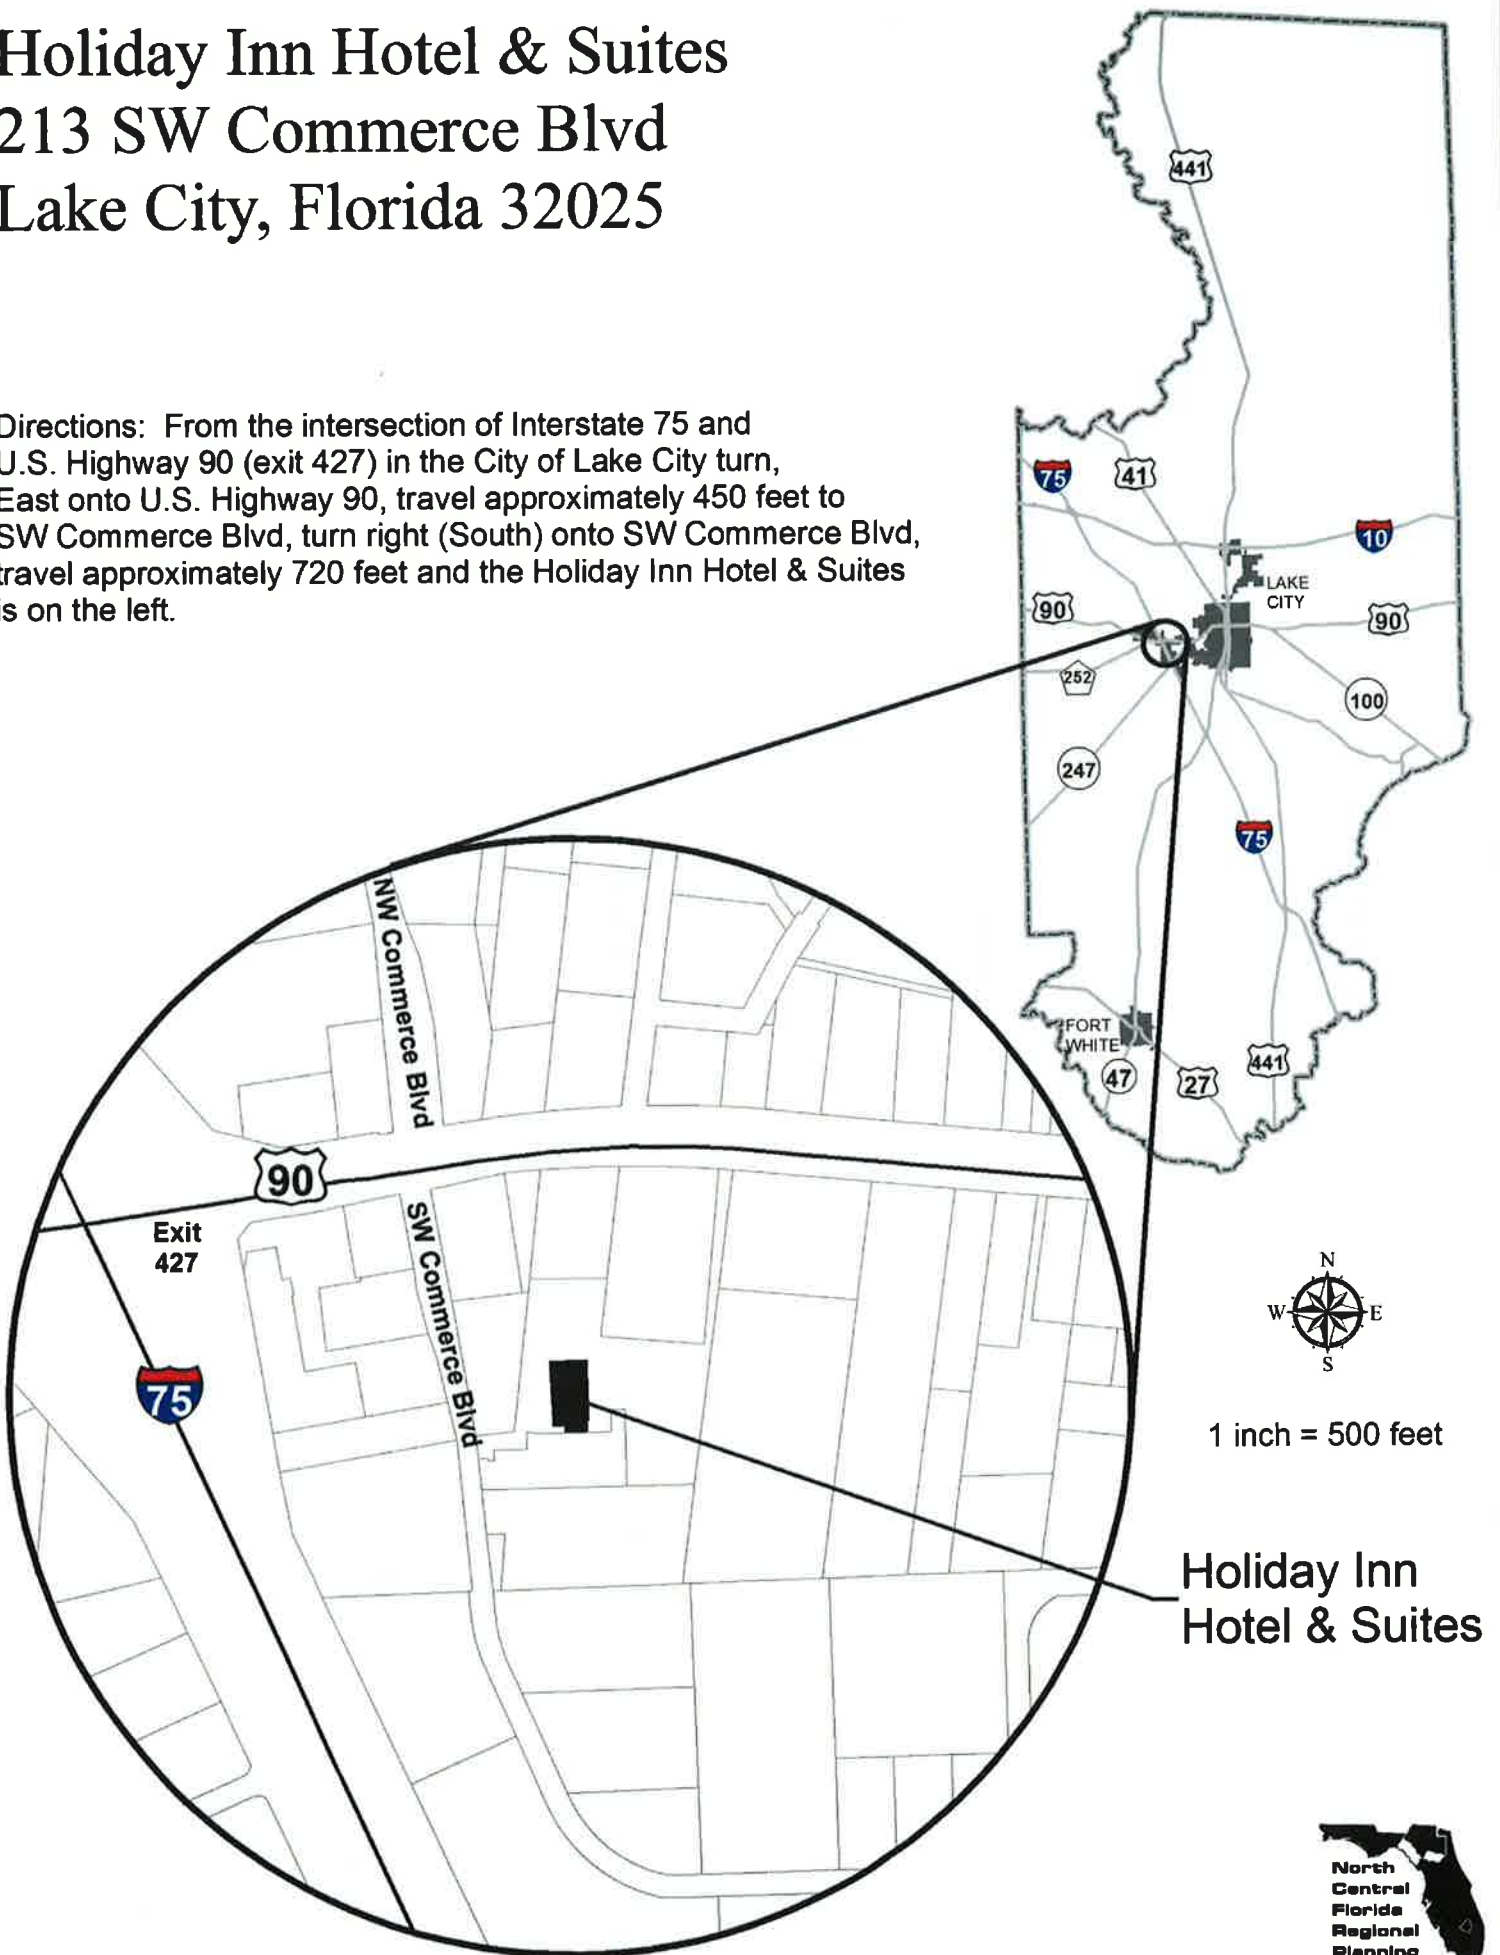 Holiday Inn Hotel & Suites
213 SW Commerce Blvd
Lake City, Florida 32025
Directions: From the intersection of Interstate 75 and
U.S. Highway 90 (exit 427) in the City of Lake City turn,
East onto U.S. Highway 90, travel approximately 450 feet to
SW Commerce Blvd, turn right (South) onto SW Commerce Blvd,
travel approximately 720 feet and the Holiday Inn Hotel & Suites
is on the left.
441
75
41
10
LAKE
CITY
90
90
252
100
247
75
FORT
WHITE
47
27
441
NW Commerce Blvd
90
Exit
427
SW Commerce Blvd
75
N
W
E
S
1 inch = 500 feet
Holiday Inn
Hotel & Suites
North
Central
Florida
Regional
Planning